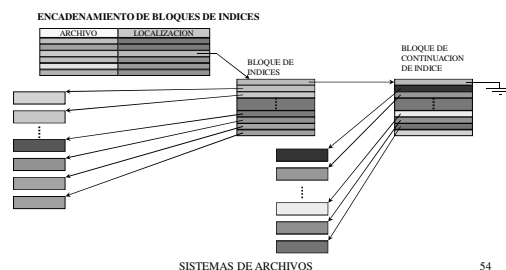 ENCADENAMIENTO DE BLOQUES DE INDICES
ARCHIVO LOCALIZACION
BLOQUE DE
INDICES
BLOQUE DE
CONTINUACION
DE INDICE
SISTEMAS DE ARCHIVOS 54